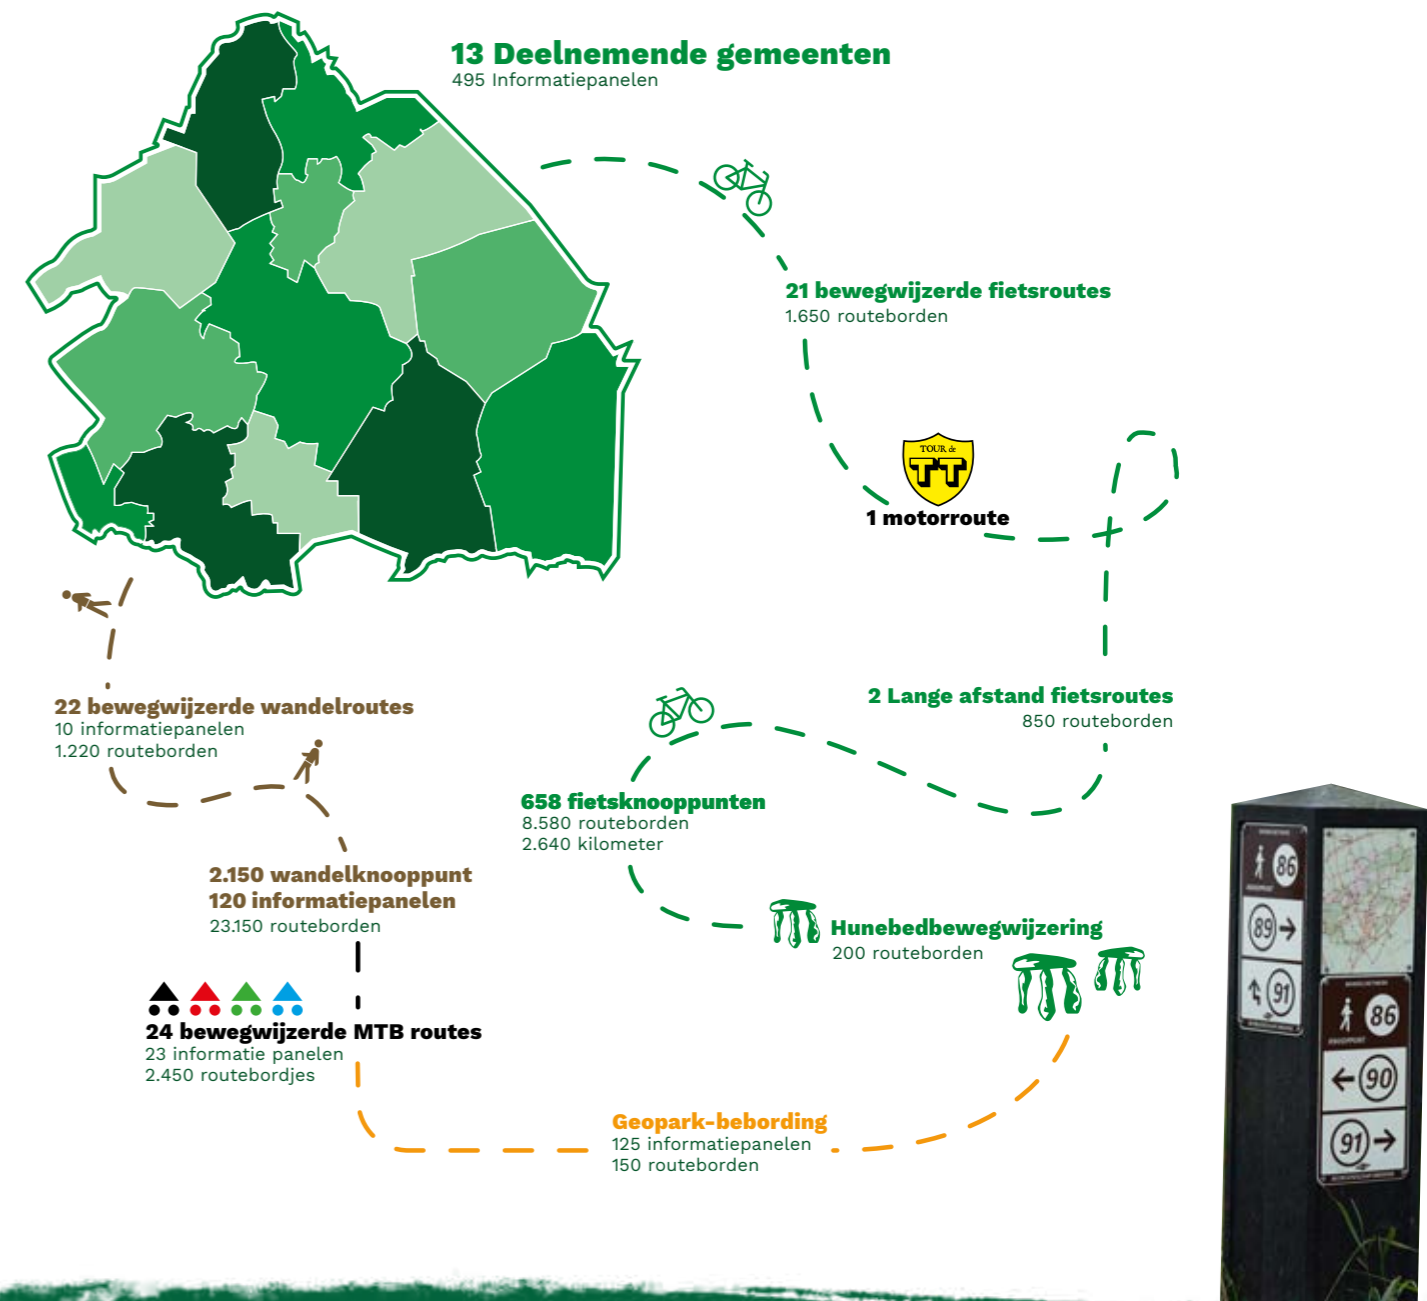 13 Deelnemende gemeenten
495 Informatiepanelen
21 bewegwijzerde fietsroutes
1.650 routeborden
TOUR de
TT
1 motorroute
2 Lange afstand fietsroutes
850 routeborden
658 fietsknooppunten
8.580 routeborden
2.640 kilometer
Hunebedbewegwijzering
200 routeborden
22 bewegwijzerde wandelroutes
10 informatiepanelen
1.220 routeborden
2.150 wandelknooppunt
120 informatiepanelen
23.150 routeborden
24 bewegwijzerde MTB routes
23 informatie panelen
2.450 routebordjes
Geopark-bebording
125 informatiepanelen
150 routeborden
86
89
91
86
90
91